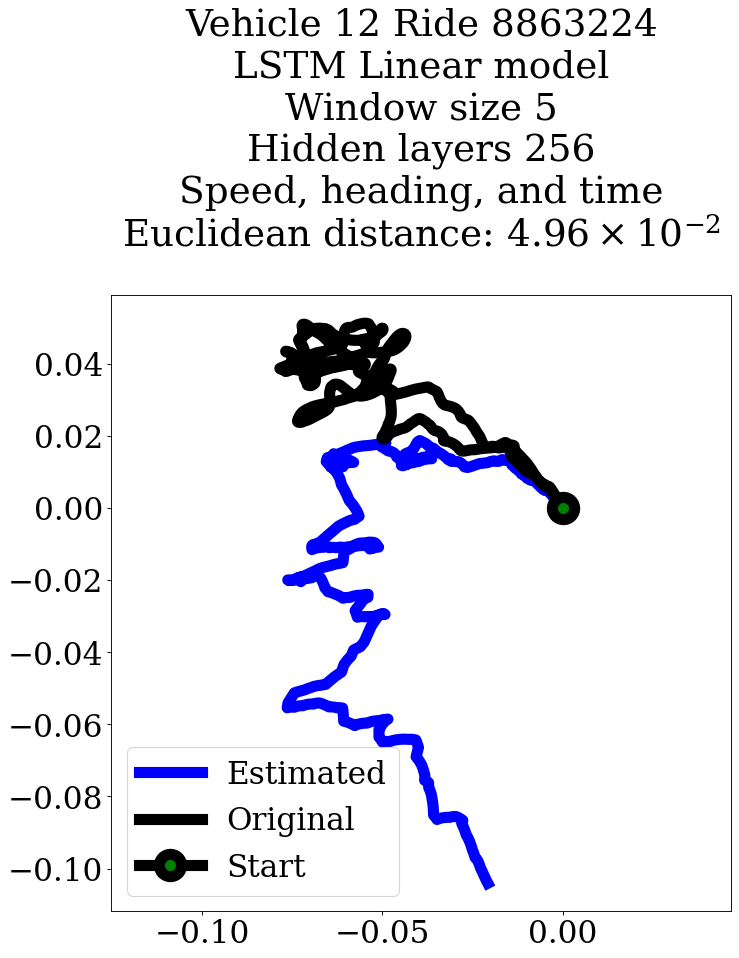 Vehicle 12 Ride 8863224
LSTM Linear model
Window size 5
Hidden layers 256
Speed, heading, and time
Euclidean distance: 4.96 × 10⁻²
0.04
0.02
0.00
−0.02
−0.04
−0.06
−0.08
−0.10
Estimated
Original
Start
−0.10 −0.05 0.00